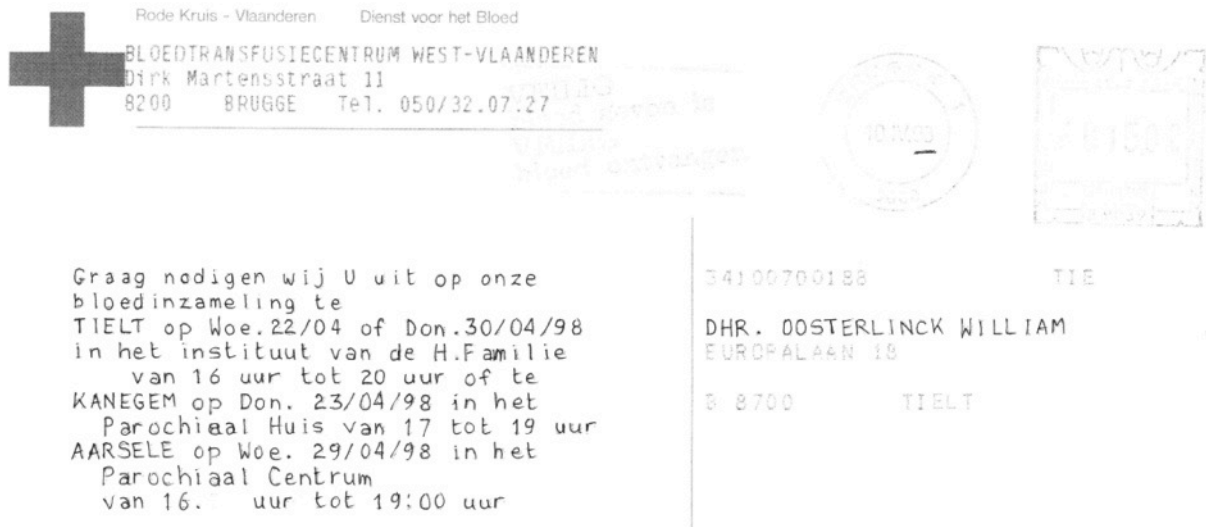 Rode Kruis - Vlaanderen Dienst voor het Bloed
BLOEDTRANSFUSIECENTRUM WEST-VLAANDEREN
Dirk Martensstraat 11
8200 BRUGGE Tel. 050/32.07.27
Graag nodigen wij U uit op onze
bloedinzameling te
TIELT op Woe.22/04 of Don.30/04/98
in het instituut van de H.Familie
van 16 uur tot 20 uur of te
KANEGEM op Don. 23/04/98 in het
Parochiaal Huis van 17 tot 19 uur
AARSELE op Woe. 29/04/98 in het
Parochiaal Centrum
van 16. uur tot 19:00 uur
34100700188 TIE
DHR. OOSTERLINCK WILLIAM
EUROPALAAN 18
B 8700 TIELT